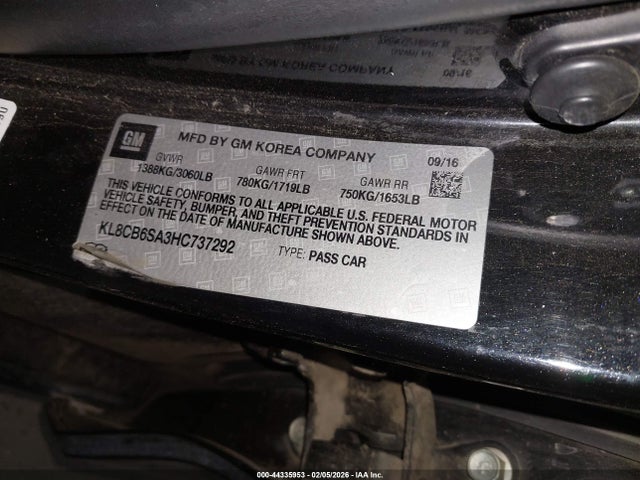 GM
MFD BY GM KOREA COMPANY
09/16
GVWR
GAWR FRT
GAWR RR
1388KG/3060LB
780KG/1719LB
750KG/1653LB
THIS VEHICLE CONFORMS TO ALL APPLICABLE U.S. FEDERAL MOTOR
VEHICLE SAFETY, BUMPER, AND THEFT PREVENTION STANDARDS IN
EFFECT ON THE DATE OF MANUFACTURE SHOWN ABOVE.
KL8CB6SA3HC737292
TYPE: PASS CAR
000-44335953 - 02/05/2026 - IAA Inc.